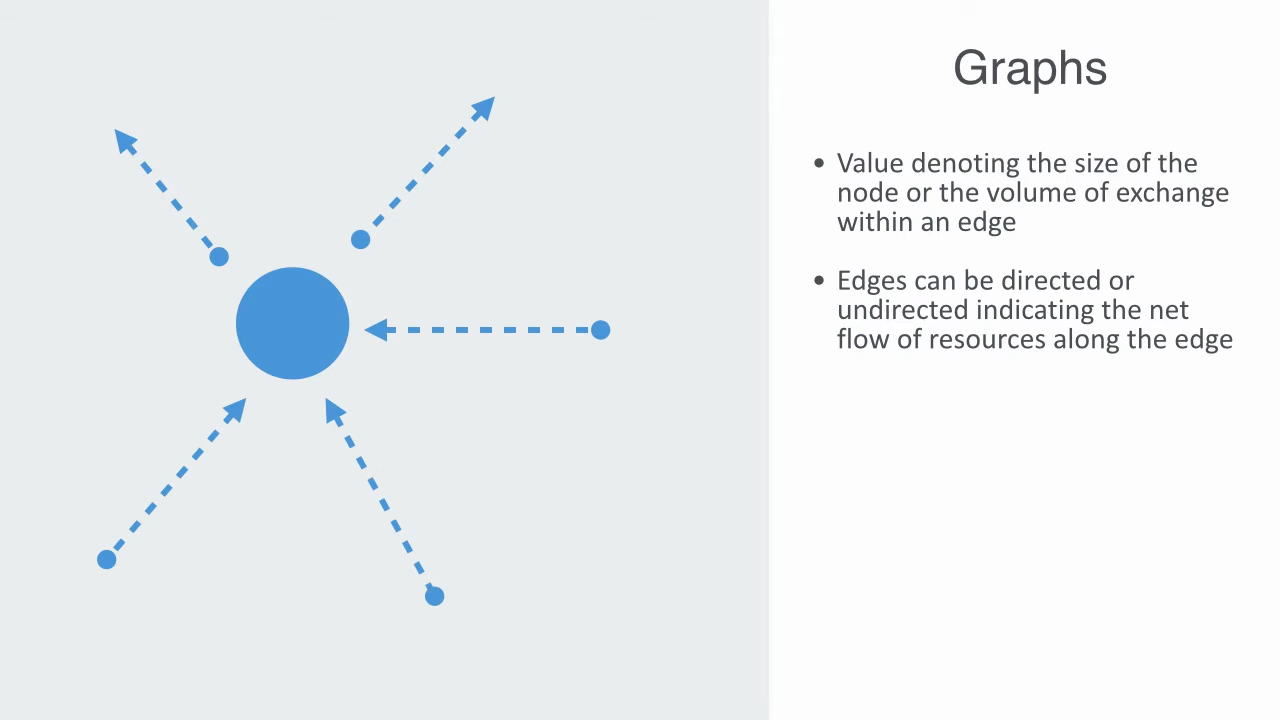 Graphs
• Value denoting the size of the
node or the volume of exchange
within an edge
• Edges can be directed or
undirected indicating the net
flow of resources along the edge